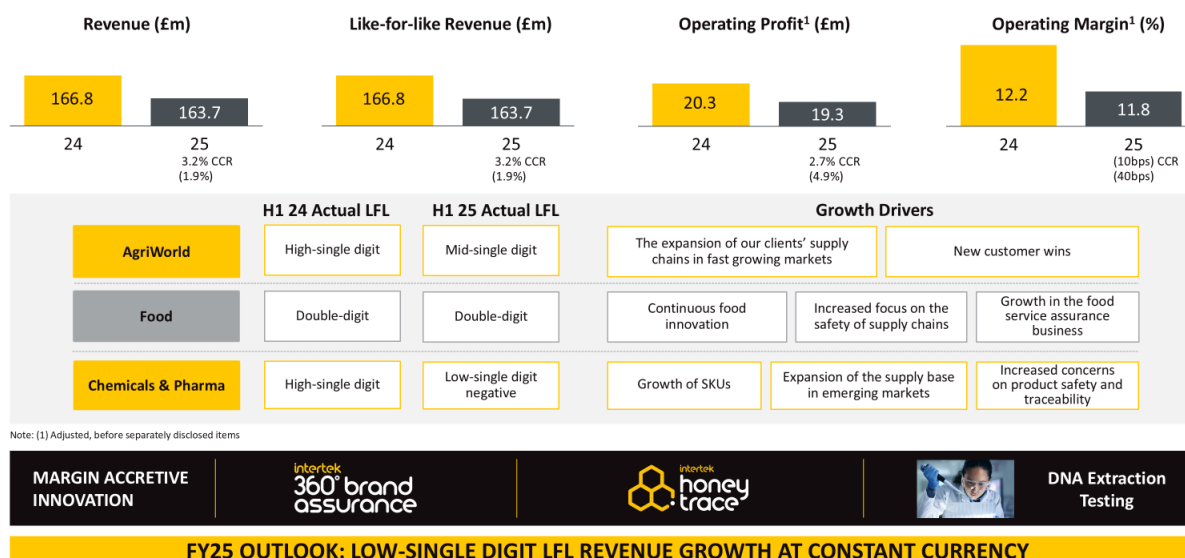 Revenue (£m)
Like-for-like Revenue (£m)
Operating Profit¹ (£m)
Operating Margin¹ (%)
166.8
163.7
24
25
3.2% CCR
(1.9%)
166.8
163.7
24
25
3.2% CCR
(1.9%)
20.3
19.3
24
25
2.7% CCR
(4.9%)
12.2
11.8
24
25
(10bps) CCR
(40bps)
H1 24 Actual LFL
H1 25 Actual LFL
Growth Drivers
AgriWorld
High-single digit
Mid-single digit
The expansion of our clients' supply
chains in fast growing markets
New customer wins
Food
Double-digit
Double-digit
Continuous food
innovation
Increased focus on the
safety of supply chains
Growth in the food
service assurance
business
Chemicals & Pharma
High-single digit
Low-single digit
negative
Growth of SKUs
Expansion of the supply base
in emerging markets
Increased concerns
on product safety and
traceability
Note: (1) Adjusted, before separately disclosed items
MARGIN ACCRETIVE
INNOVATION
intertek
360° brand
assurance
intertek
honey
trace
DNA Extraction
Testing
FY25 OUTLOOK: LOW-SINGLE DIGIT LFL REVENUE GROWTH AT CONSTANT CURRENCY